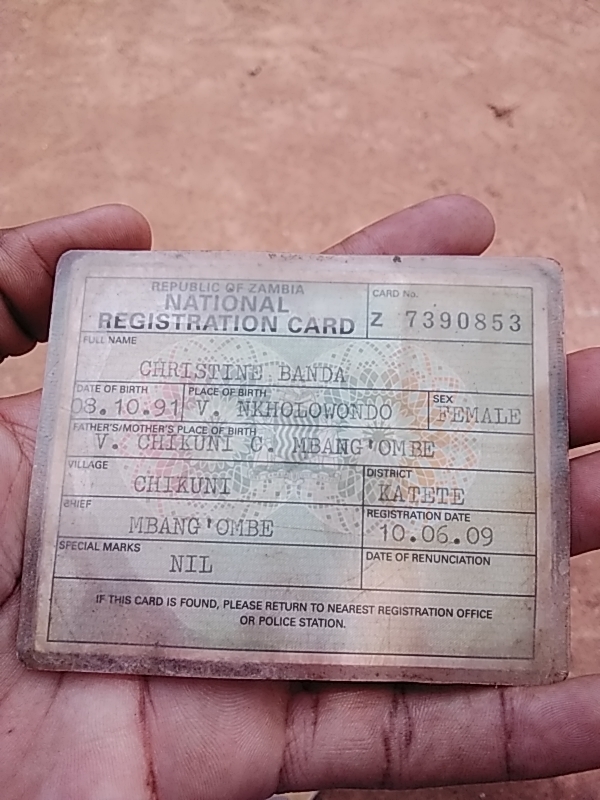 REPUBLIC OF ZAMBIA
NATIONAL
REGISTRATION CARD
CARD No.
Z 7390853
FULL NAME
CHRISTINE BANDA
DATE OF BIRTH
08.10.91
PLACE OF BIRTH
V. NKHOLOWONDO
SEX
FEMALE
FATHER'S/MOTHER'S PLACE OF BIRTH
V. CHIKUNI C. MBANG'OMBE
VILLAGE
CHIKUNI
DISTRICT
KATETE
CHIEF
MBANG'OMBE
REGISTRATION DATE
10.06.09
SPECIAL MARKS
NIL
DATE OF RENUNCIATION
IF THIS CARD IS FOUND, PLEASE RETURN TO NEAREST REGISTRATION OFFICE
OR POLICE STATION.